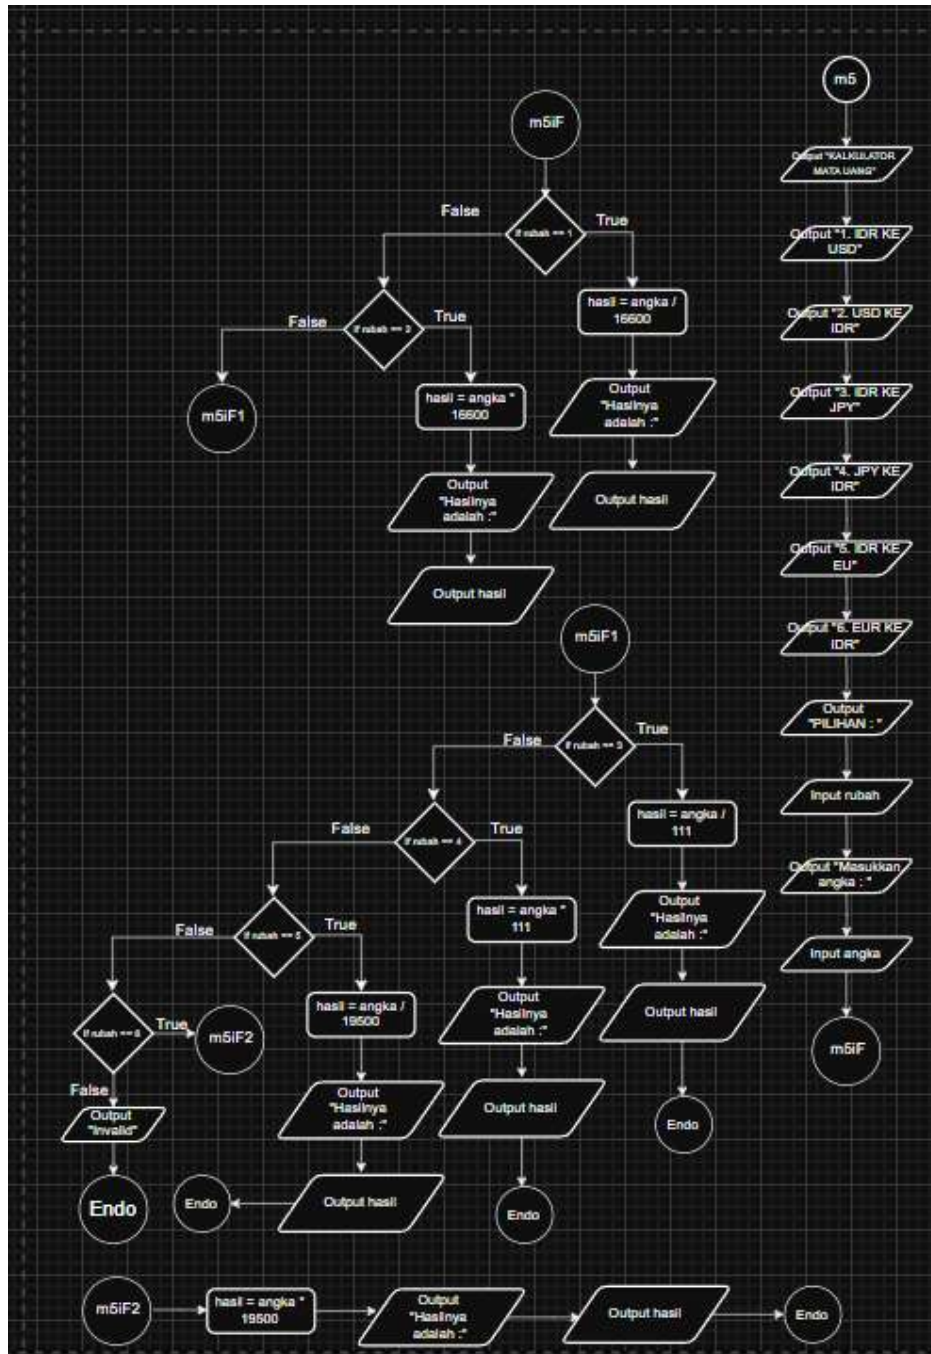 m5
Output "KALKULATOR
MATA UANG"
Output "1. IDR KE
USD"
Output "2. USD KE
IDR"
Output "3. IDR KE
JPY"
Output "4. JPY KE
IDR"
Output "5. IDR KE
EU"
Output "6. EUR KE
IDR"
Output
"PILIHAN : "
Input rubah
Output "Masukkan
angka : "
Input angka
m5iF
m5iF
If rubah == 1
False
True
hasil = angka /
16600
Output
"Hasilnya
adalah :"
Output hasil
If rubah == 2
False
True
m5iF1
hasil = angka *
16600
Output
"Hasilnya
adalah :"
Output hasil
m5iF1
If rubah == 3
False
True
hasil = angka /
111
Output
"Hasilnya
adalah :"
Output hasil
Endo
If rubah == 4
False
True
hasil = angka *
111
Output
"Hasilnya
adalah :"
Output hasil
Endo
If rubah == 5
False
True
hasil = angka /
19500
Output
"Hasilnya
adalah :"
Output hasil
Endo
If rubah == 6
True
m5iF2
False
Output
"Invalid"
Endo
m5iF2
hasil = angka *
19500
Output
"Hasilnya
adalah :"
Output hasil
Endo